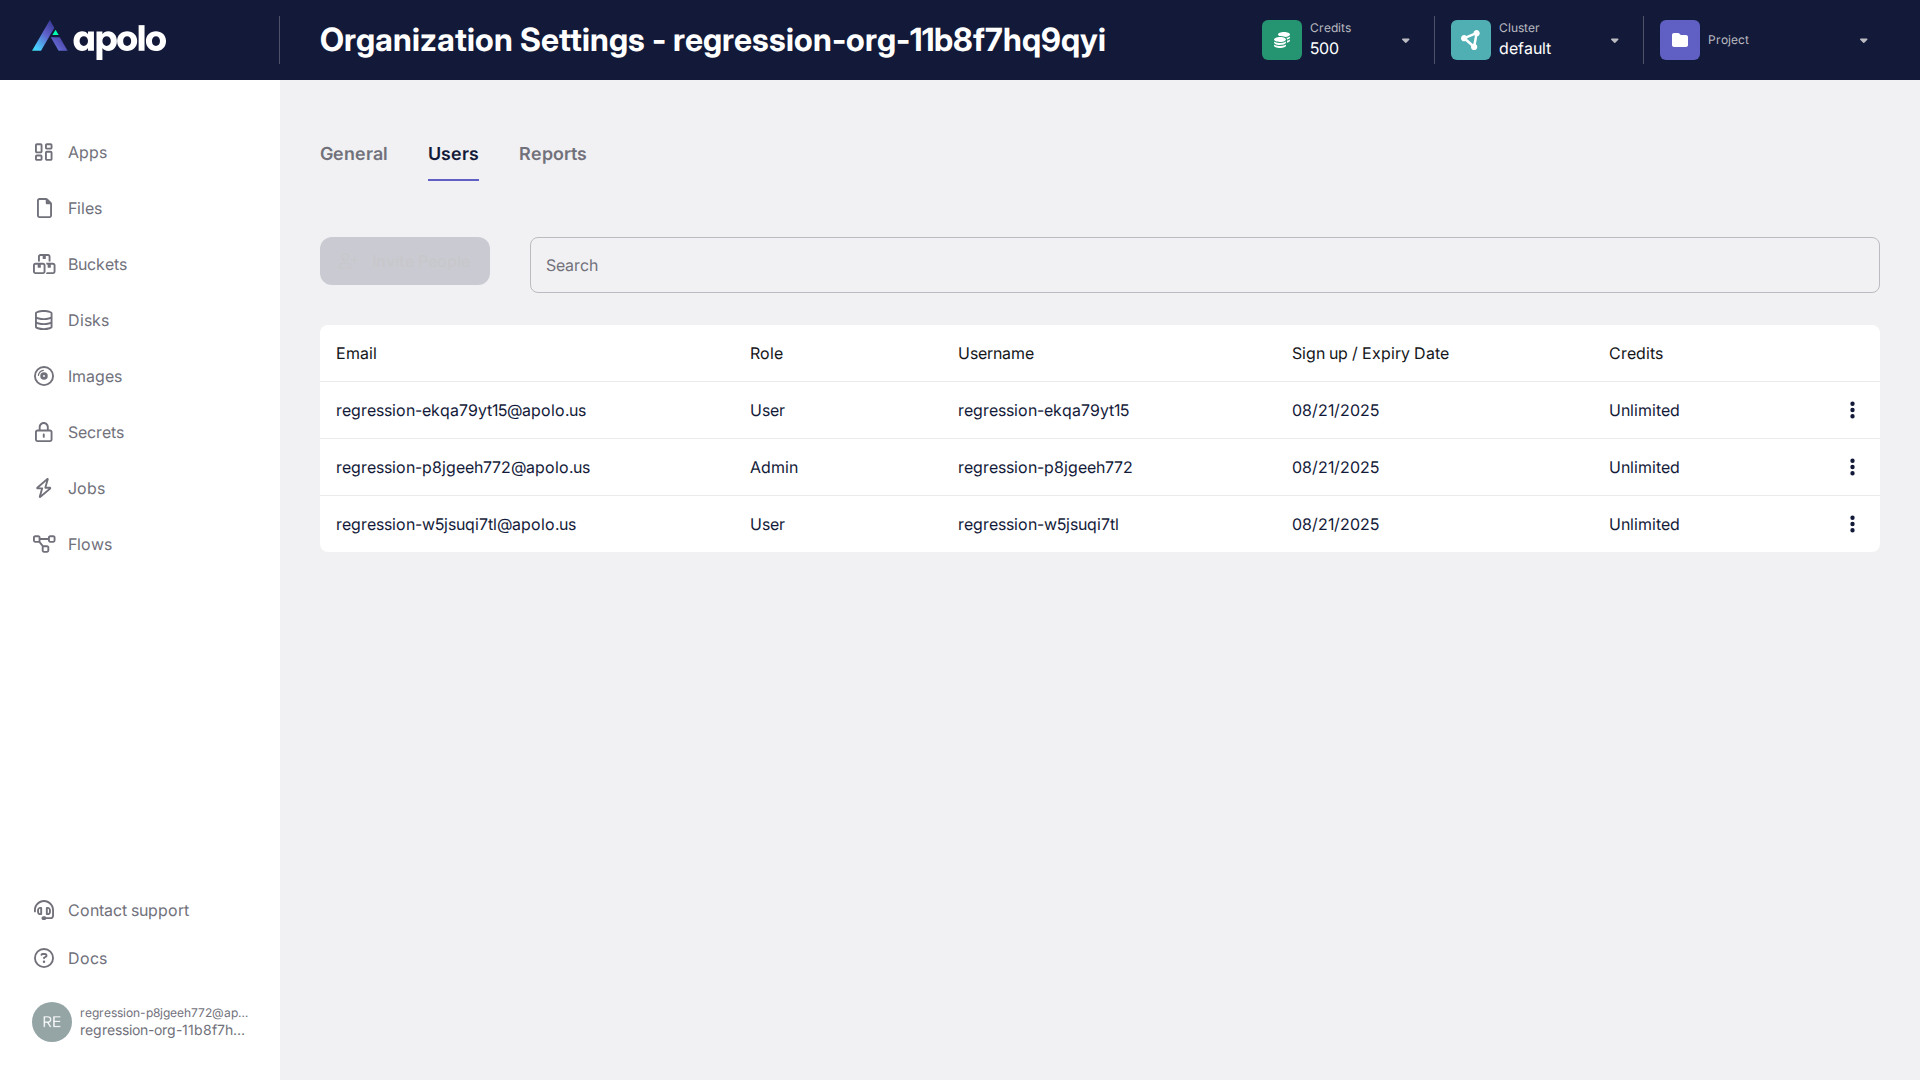 apolo
Organization Settings - regression-org-11b8f7hq9qyi
Credits
500
Cluster
default
Project
Apps
Files
Buckets
Disks
Images
Secrets
Jobs
Flows
Contact support
Docs
RE
regression-p8jgeeh772@ap...
regression-org-11b8f7h...
General Users Reports
Search
Email Role Username Sign up / Expiry Date Credits
regression-ekqa79yt15@apolo.us User regression-ekqa79yt15 08/21/2025 Unlimited
regression-p8jgeeh772@apolo.us Admin regression-p8jgeeh772 08/21/2025 Unlimited
regression-w5jsuqi7tl@apolo.us User regression-w5jsuqi7tl 08/21/2025 Unlimited